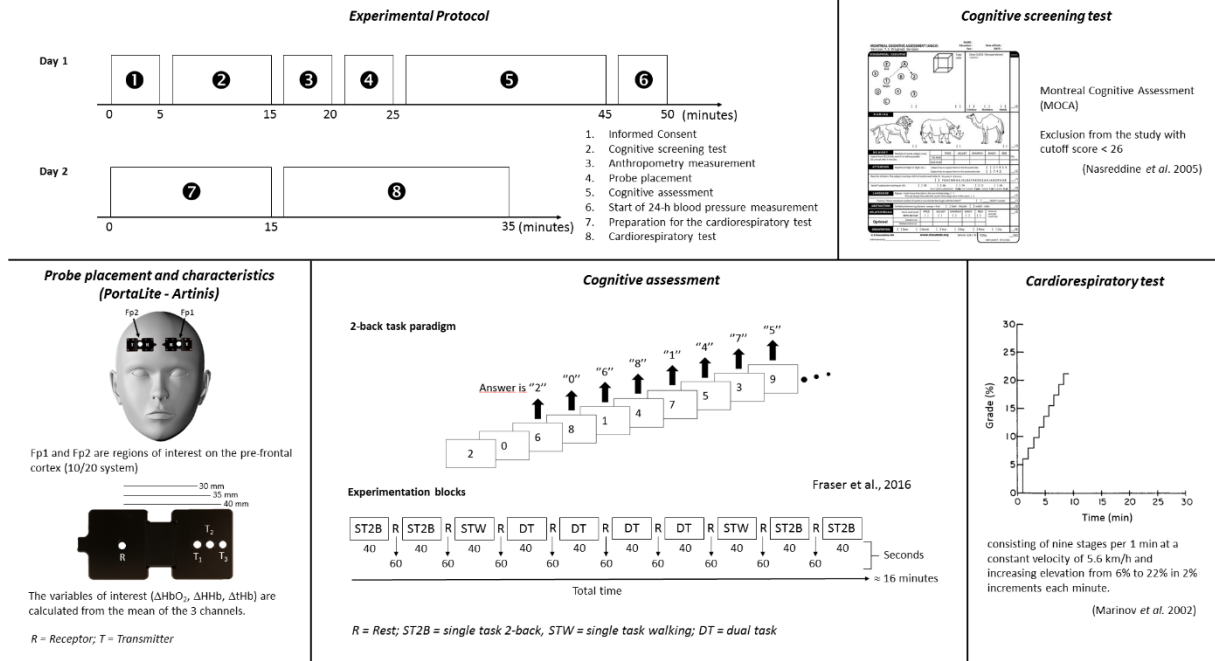 Experimental Protocol
Day 1
1 2 3 4 5 6
0 5 15 20 25 45 50 (minutes)
Day 2
7 8
0 15 35 (minutes)
1. Informed Consent
2. Cognitive screening test
3. Anthropometry measurement
4. Probe placement
5. Cognitive assessment
6. Start of 24-h blood pressure measurement
7. Preparation for the cardiorespiratory test
8. Cardiorespiratory test
Cognitive screening test
MONTREAL COGNITIVE ASSESSMENT (MOCA)
Montreal Cognitive Assessment
(MOCA)
Exclusion from the study with
cutoff score < 26
(Nasreddine et al. 2005)
Probe placement and characteristics
(PortaLite - Artinis)
Fp2 Fp1
Fp1 and Fp2 are regions of interest on the pre-frontal
cortex (10/20 system)
30 mm
35 mm
40 mm
R T1 T2 T3
The variables of interest (ΔHbO2, ΔHHb, ΔtHb) are
calculated from the mean of the 3 channels.
R = Receptor; T = Transmitter
Cognitive assessment
2-back task paradigm
Answer is "2" "0" "6" "8" "1" "4" "7" "5"
2 0 6 8 1 4 7 5 3 9
Fraser et al., 2016
Experimentation blocks
ST2B R ST2B R STW R DT R DT R DT R DT R STW R ST2B R ST2B
40 40 40 40 40 40 40 40 40 40
60 60 60 60 60 60 60 60 60
Seconds
≈ 16 minutes
Total time
R = Rest; ST2B = single task 2-back, STW = single task walking; DT = dual task
Cardiorespiratory test
Grade (%)
30
25
20
15
10
5
0
0 5 10 15 20 25 30
Time (min)
consisting of nine stages per 1 min at a
constant velocity of 5.6 km/h and
increasing elevation from 6% to 22% in 2%
increments each minute.
(Marinov et al. 2002)